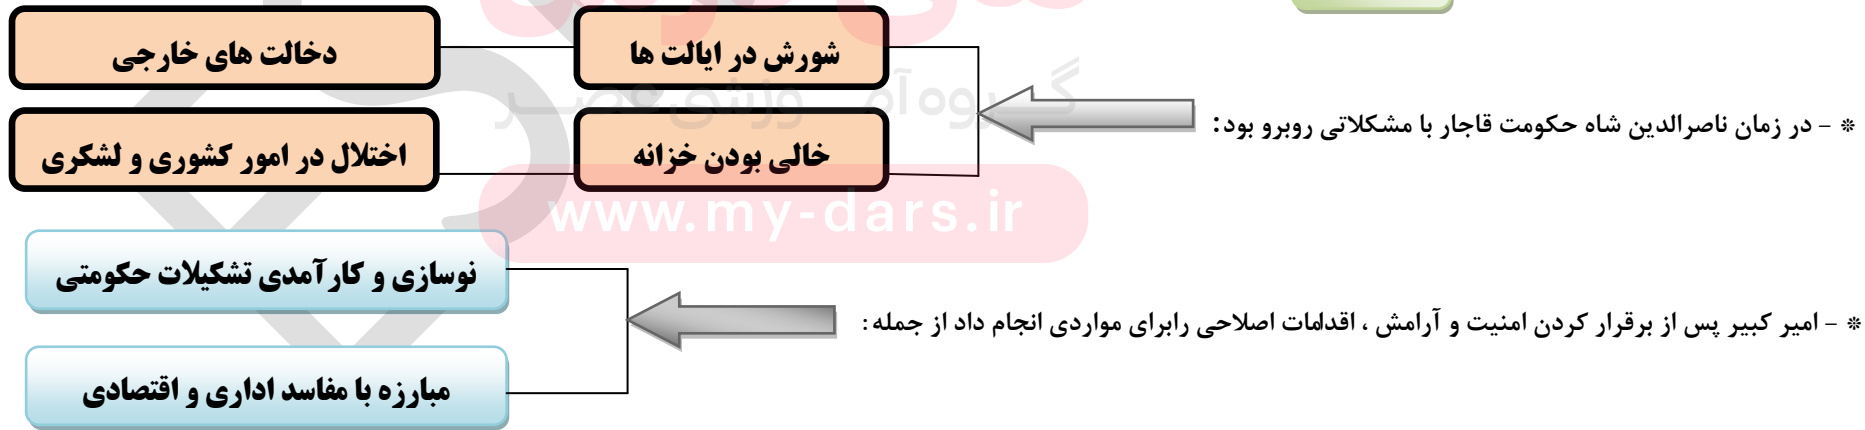 * - در زمان ناصرالدین شاه حکومت قاجار با مشکلاتی روبرو بود:
شورش در ایالت ها
دخالت های خارجی
خالی بودن خزانه
اختلال در امور کشوری و لشکری
www.my-dars.ir
* - امیر کبیر پس از برقرار کردن امنیت و آرامش ، اقدامات اصلاحی رابرای مواردی انجام داد از جمله:
نوسازی و کارآمدی تشکیلات حکومتی
مبارزه با مفاسد اداری و اقتصادی